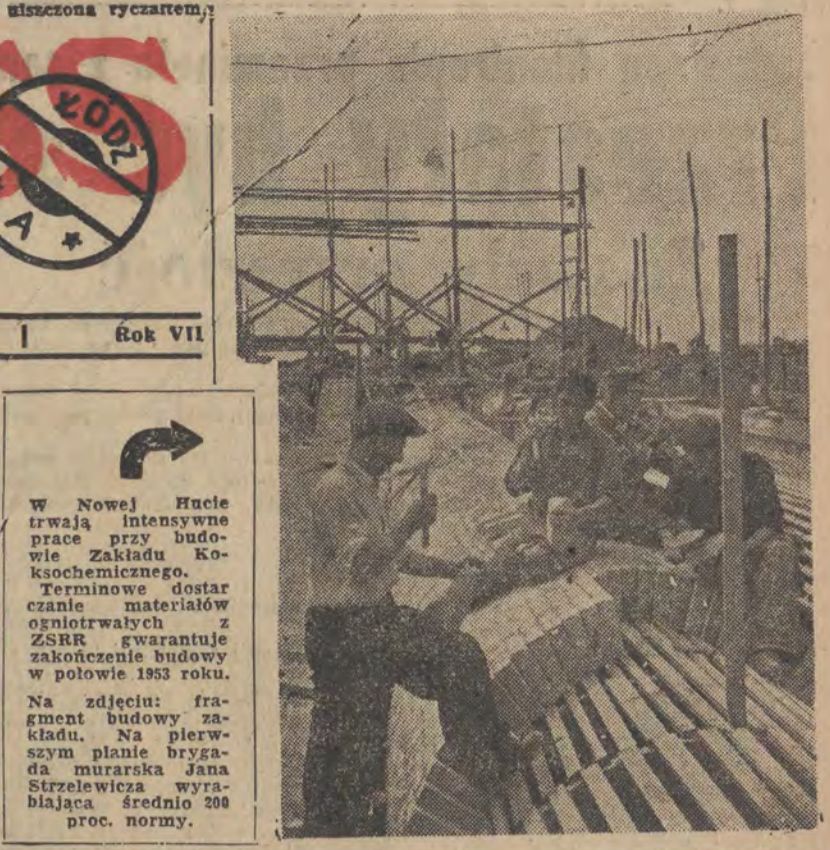 uiszczona ryczałtem,
OS
ŁÓDŹ
A
Rok VII
W Nowej Hucie
trwają intensywne
prace przy budo-
wie Zakładu Ko-
ksochemicznego.
Terminowe dostar
czanie materiałów
ogniotrwałych z
ZSRR gwarantuje
zakończenie budowy
w połowie 1953 roku.
Na zdjęciu: fra-
gment budowy za-
kładu. Na pierw-
szym planie bryga-
da murarska Jana
Strzelewicza wyra-
biająca średnio 200
proc. normy.